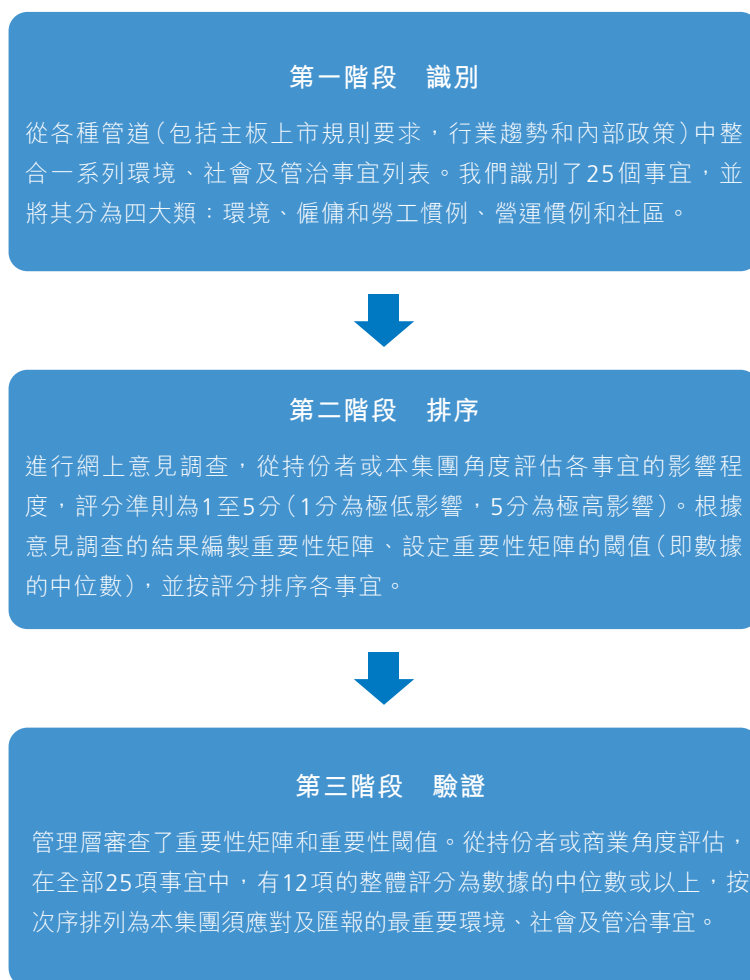 第一階段　識別
從各種管道（包括主板上市規則要求，行業趨勢和內部政策）中整
合一系列環境、社會及管治事宜列表。我們識別了25個事宜，並
將其分為四大類：環境、僱傭和勞工慣例、營運慣例和社區。
第二階段　排序
進行網上意見調查，從持份者或本集團角度評估各事宜的影響程
度，評分準則為1至5分（1分為極低影響，5分為極高影響）。根據
意見調查的結果編製重要性矩陣、設定重要性矩陣的閾值（即數據
的中位數），並按評分排序各事宜。
第三階段　驗證
管理層審查了重要性矩陣和重要性閾值。從持份者或商業角度評估，
在全部25項事宜中，有12項的整體評分為數據的中位數或以上，按
次序排列為本集團須應對及匯報的最重要環境、社會及管治事宜。